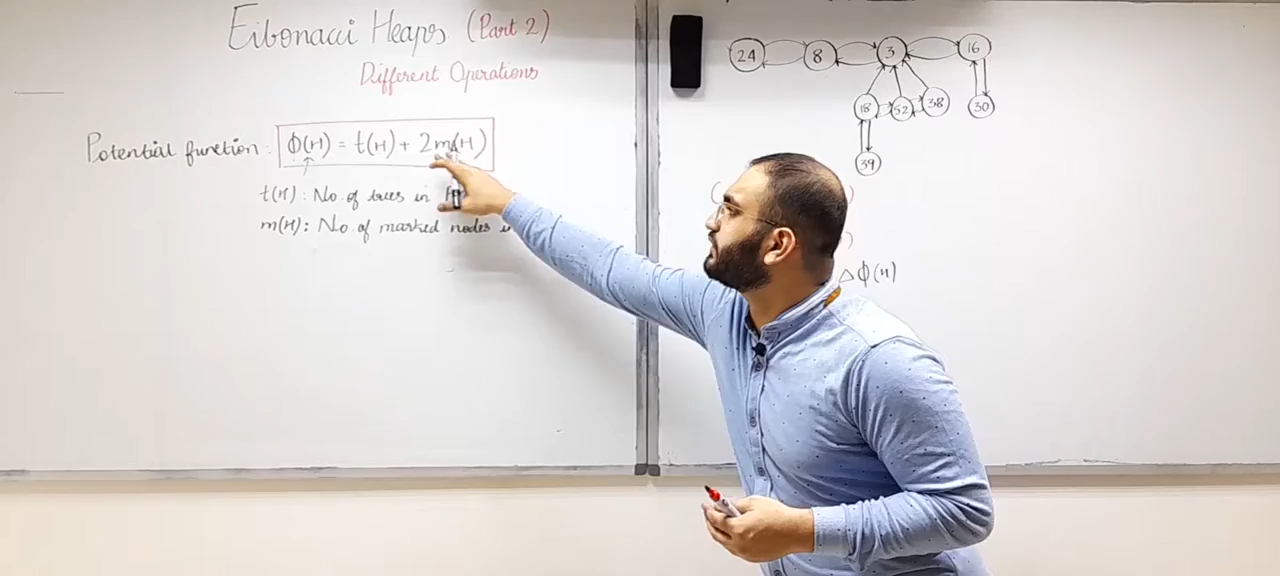 Fibonacci Heaps (Part 2)
Different Operations
Potential function: Φ(H) = t(H) + 2m(H)
t(H): No. of trees in
m(H): No. of marked nodes in
24 8 3 16
18 52 38 30
39
( )
)
ΔΦ(H)